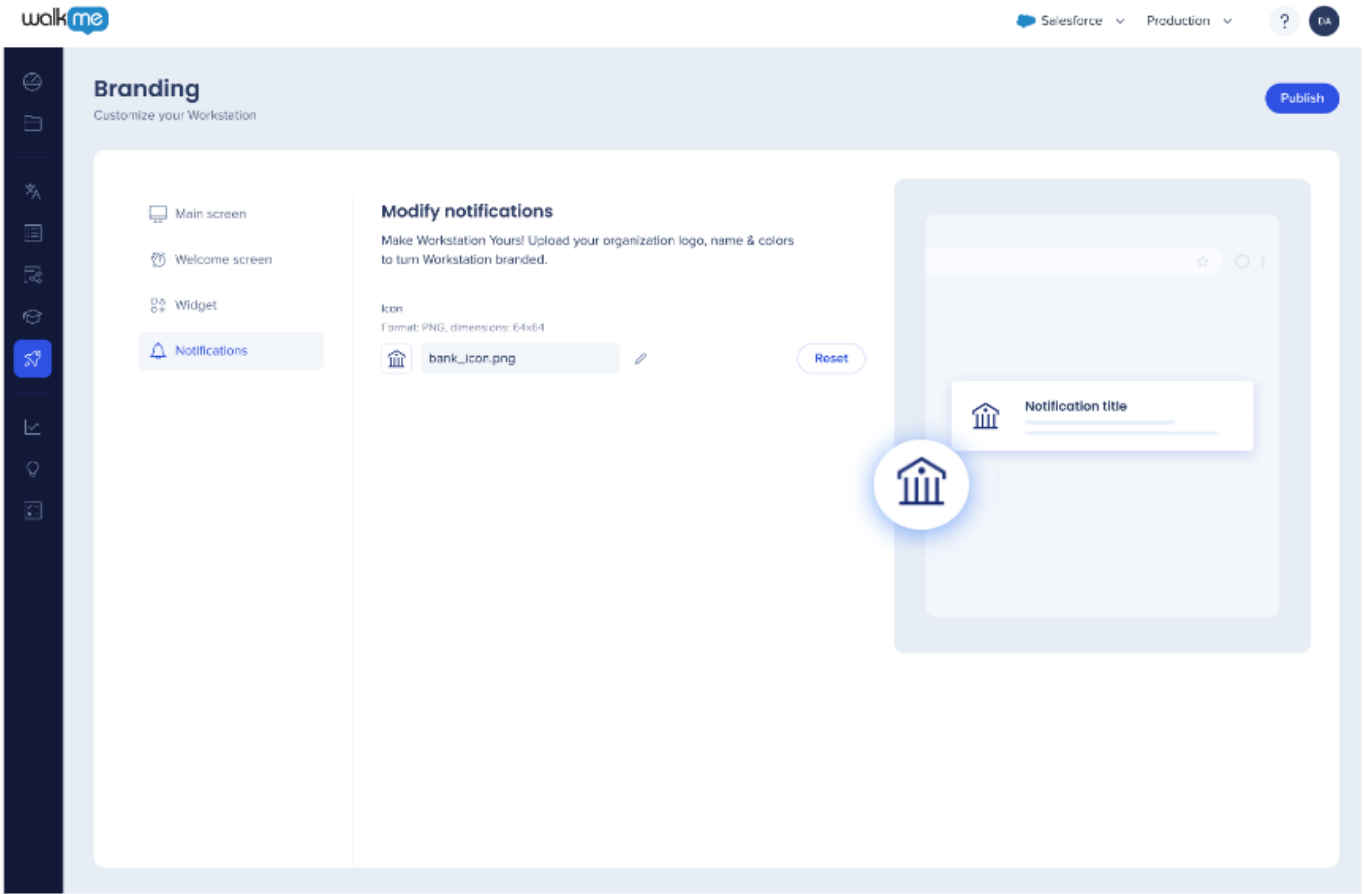 walkme
Salesforce
Production
?
DA
Branding
Customize your Workstation
Publish
Main screen
Welcome screen
Widget
Notifications
Modify notifications
Make Workstation Yours! Upload your organization logo, name & colors
to turn Workstation branded.
Icon
Format: PNG, dimensions: 64x64
bank_icon.png
Reset
Notification title